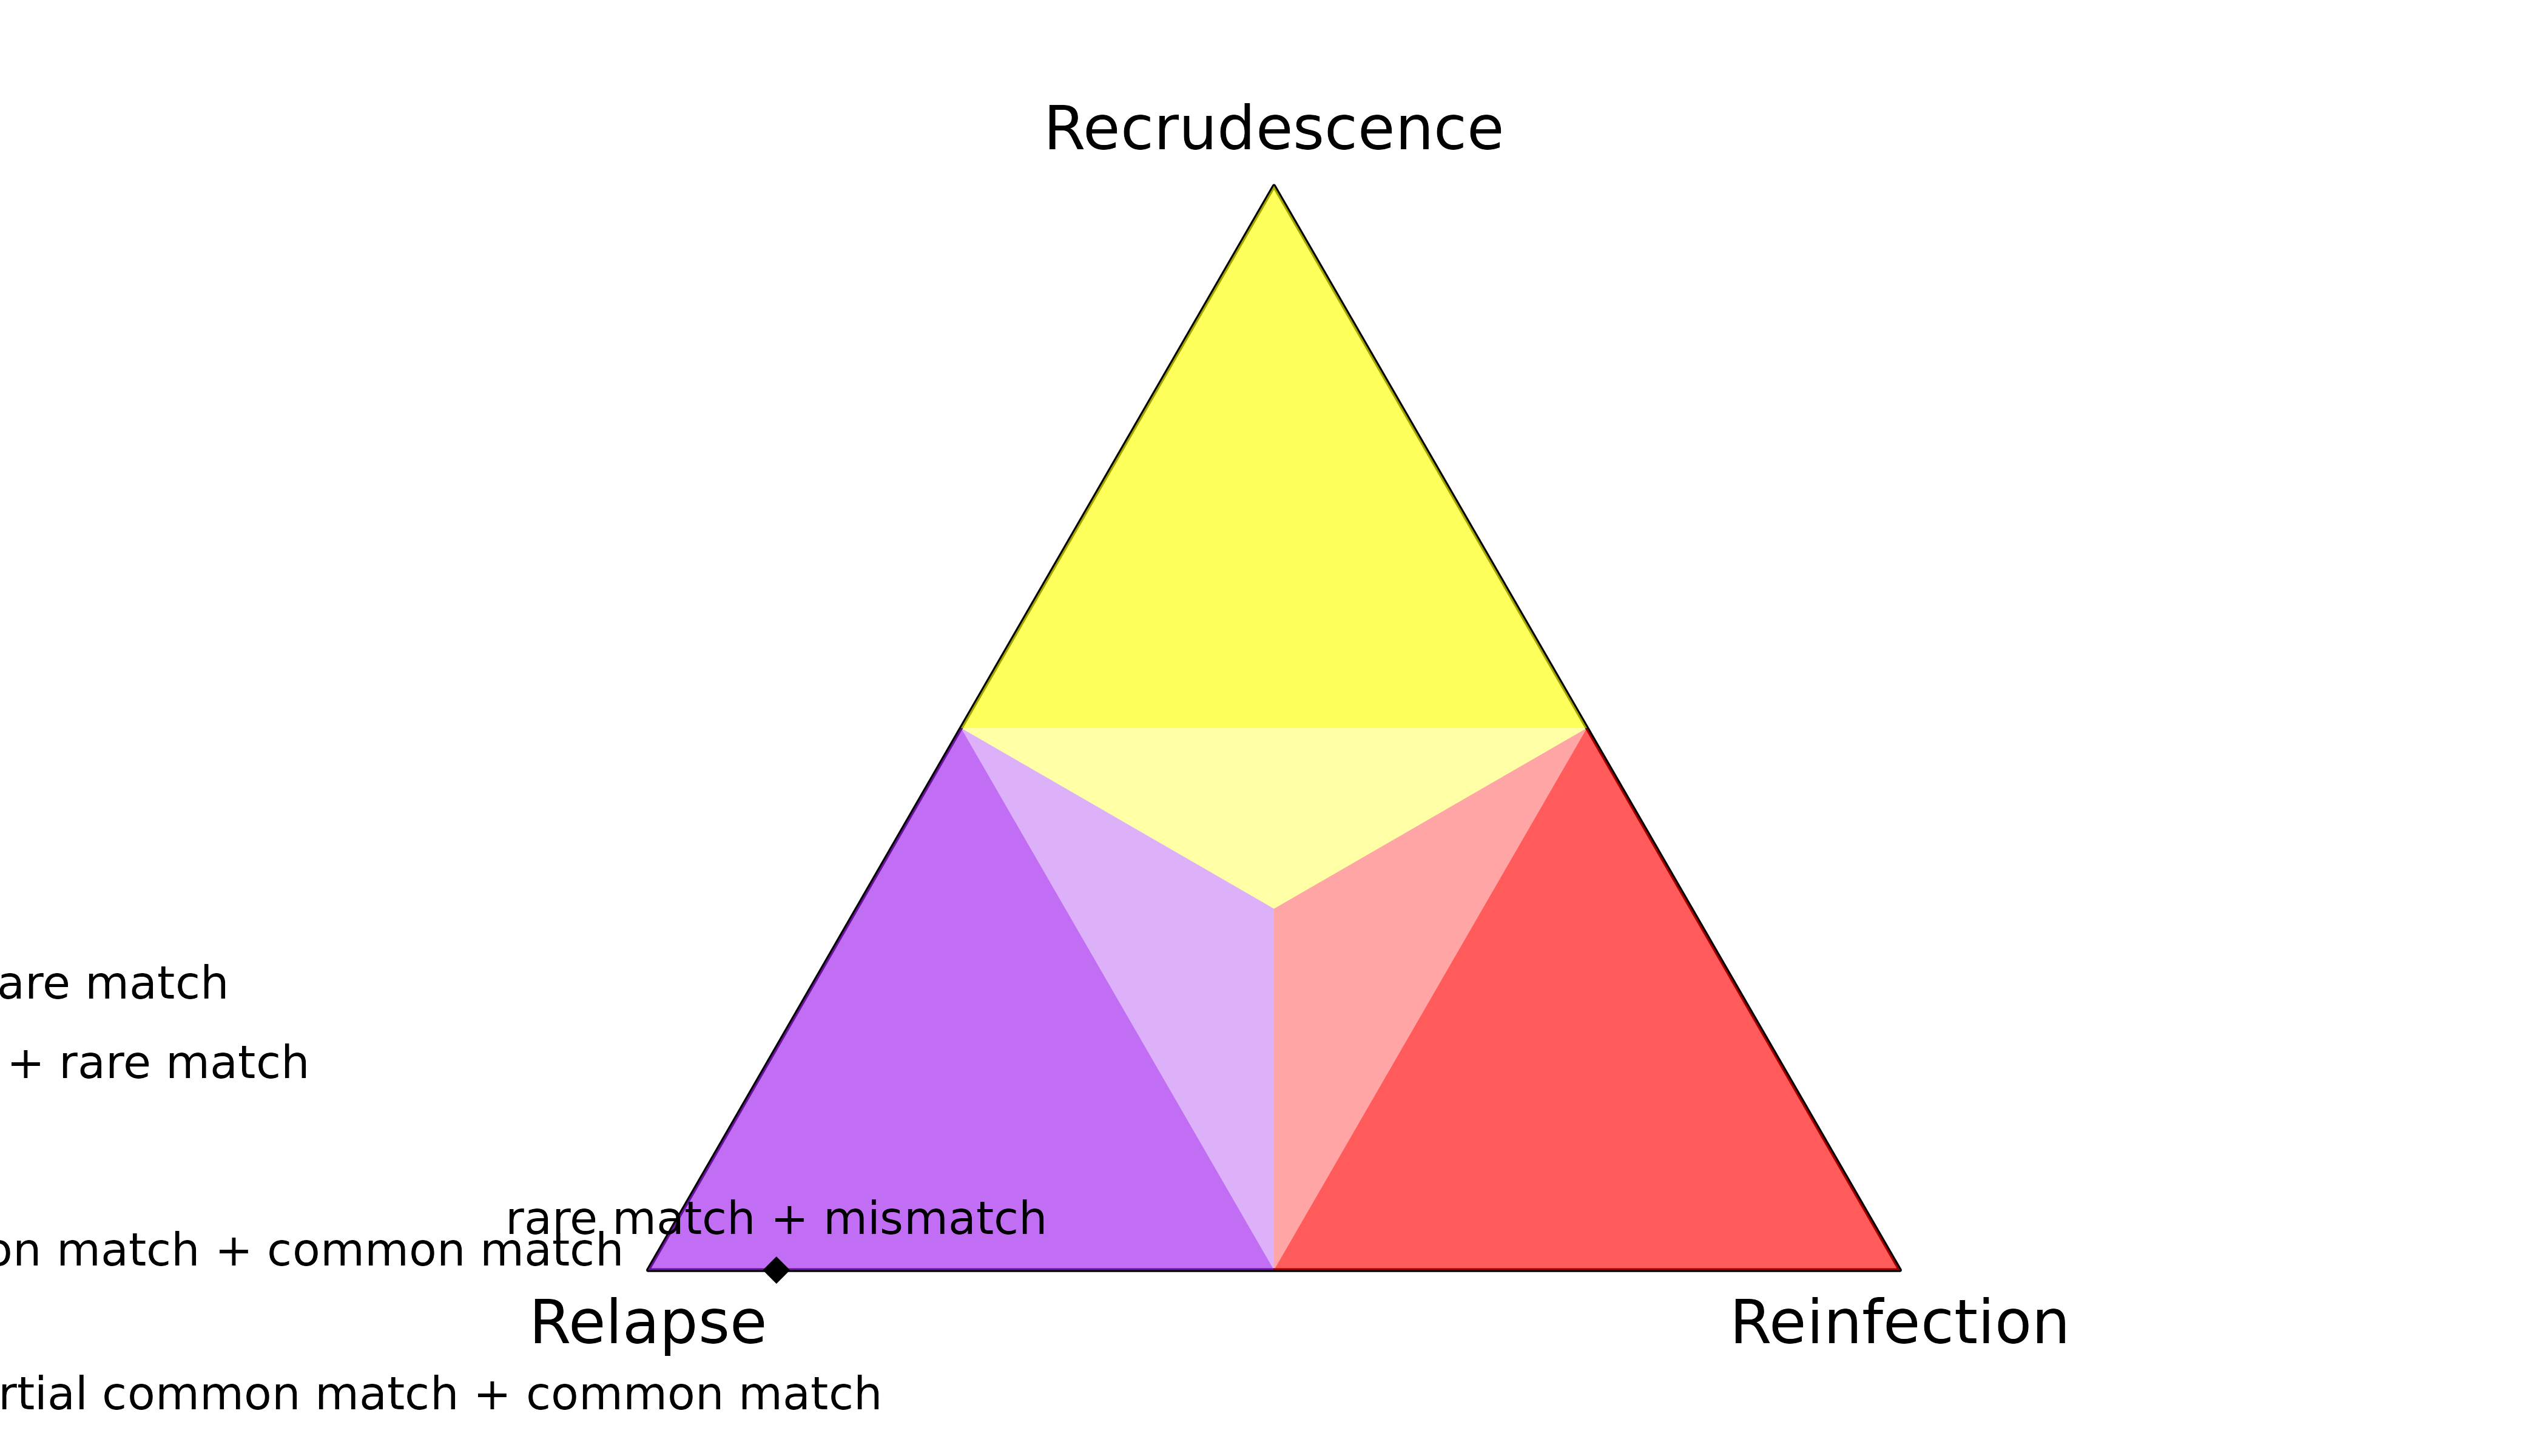 Recrudescence
are match
+ rare match
rare match + mismatch
on match + common match
Relapse
Reinfection
rtial common match + common match